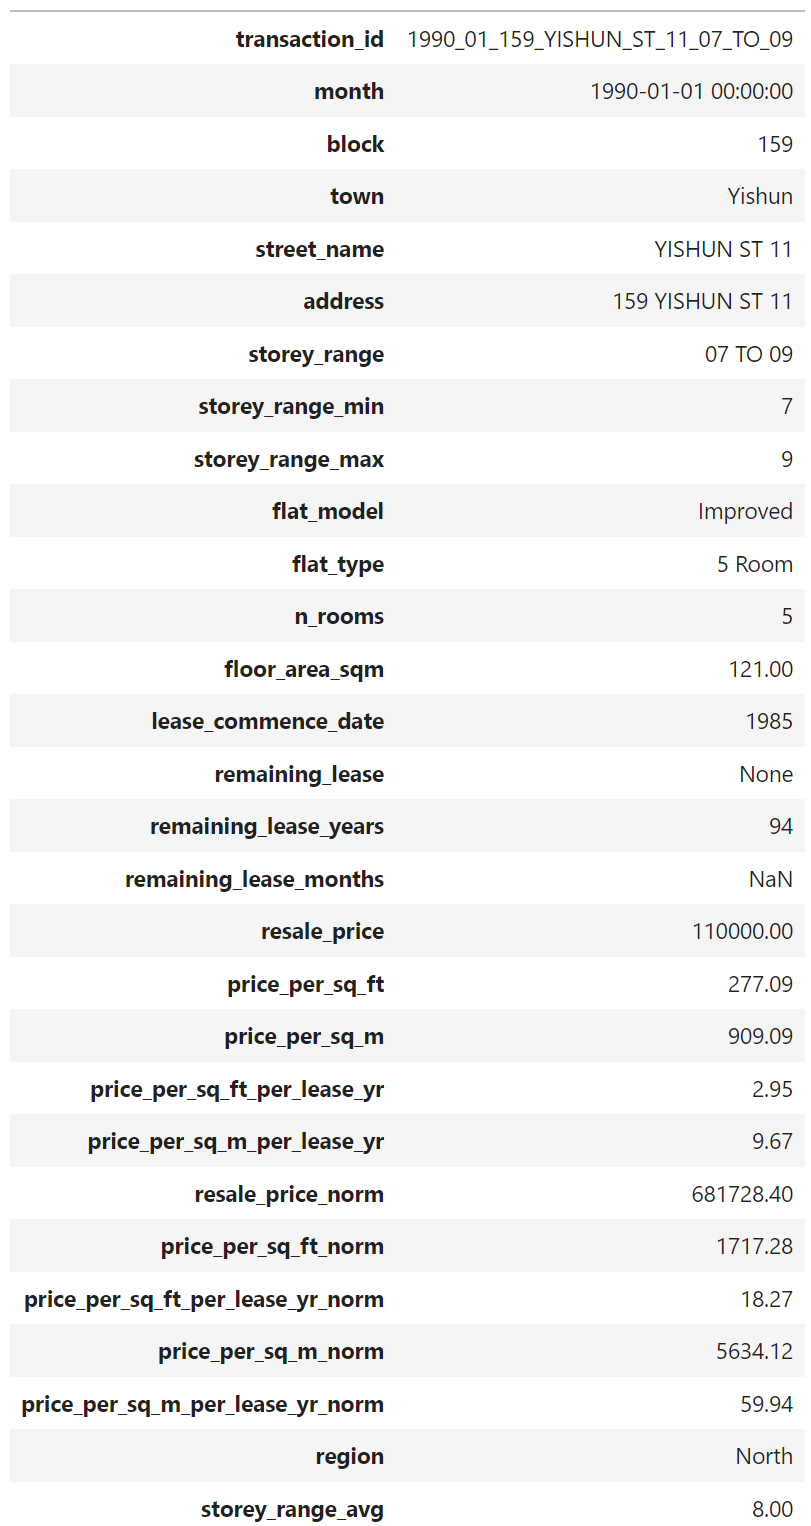 transaction_id 1990_01_159_YISHUN_ST_11_07_TO_09
month 1990-01-01 00:00:00
block 159
town Yishun
street_name YISHUN ST 11
address 159 YISHUN ST 11
storey_range 07 TO 09
storey_range_min 7
storey_range_max 9
flat_model Improved
flat_type 5 Room
n_rooms 5
floor_area_sqm 121.00
lease_commence_date 1985
remaining_lease None
remaining_lease_years 94
remaining_lease_months NaN
resale_price 110000.00
price_per_sq_ft 277.09
price_per_sq_m 909.09
price_per_sq_ft_per_lease_yr 2.95
price_per_sq_m_per_lease_yr 9.67
resale_price_norm 681728.40
price_per_sq_ft_norm 1717.28
price_per_sq_ft_per_lease_yr_norm 18.27
price_per_sq_m_norm 5634.12
price_per_sq_m_per_lease_yr_norm 59.94
region North
storey_range_avg 8.00